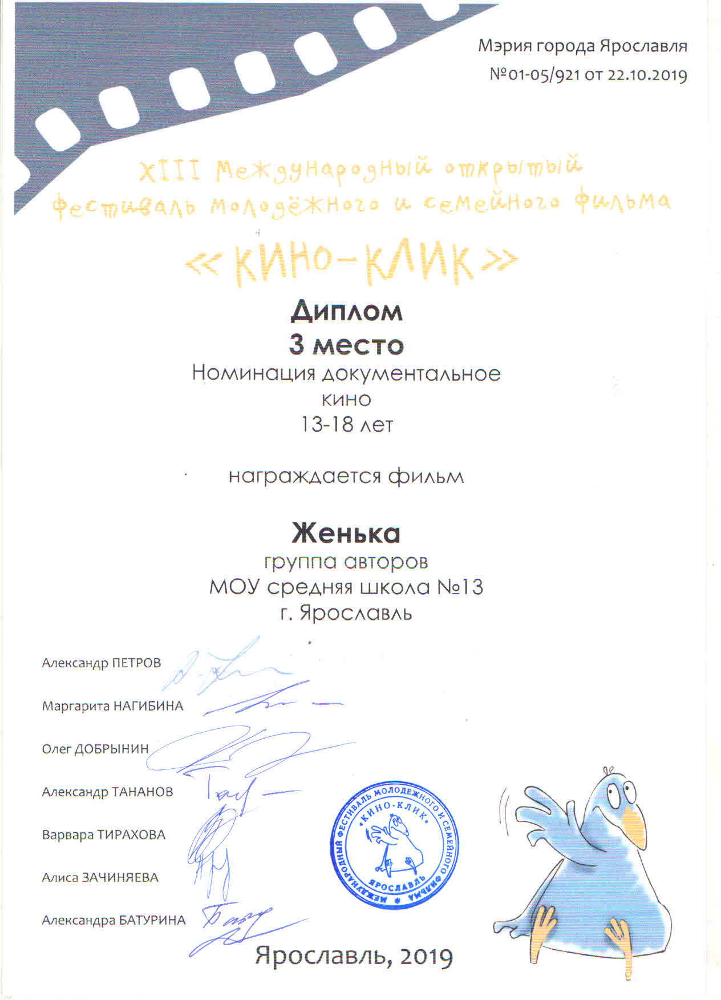 Мэрия города Ярославля
№01-05/921 от 22.10.2019
XIII Международный открытый
фестиваль молодёжного и семейного фильма
«КИНО-КЛИК»
Диплом
3 место
Номинация документальное
кино
13-18 лет
награждается фильм
Женька
группа авторов
МОУ средняя школа №13
г. Ярославль
Александр ПЕТРОВ
Маргарита НАГИБИНА
Олег ДОБРЫНИН
Александр ТАНАНОВ
Варвара ТИРАХОВА
Алиса ЗАЧИНЯЕВА
Александра БАТУРИНА
МЕЖДУНАРОДНЫЙ ФЕСТИВАЛЬ МОЛОДЕЖНОГО И СЕМЕЙНОГО ФИЛЬМА
«КИНО-КЛИК»
ЯРОСЛАВЛЬ
Ярославль, 2019